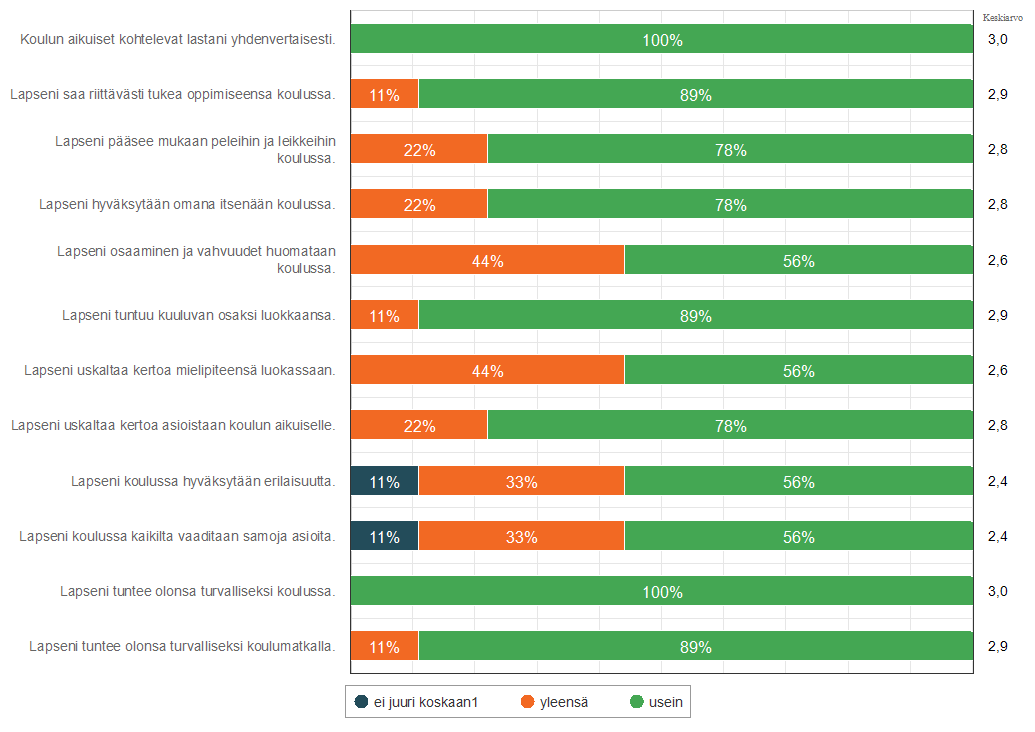 Keskiarvo
Koulun aikuiset kohtelevat lastani yhdenvertaisesti. 100% 3,0
Lapseni saa riittävästi tukea oppimiseensa koulussa. 11% 89% 2,9
Lapseni pääsee mukaan peleihin ja leikkeihin
koulussa. 22% 78% 2,8
Lapseni hyväksytään omana itsenään koulussa. 22% 78% 2,8
Lapseni osaaminen ja vahvuudet huomataan
koulussa. 44% 56% 2,6
Lapseni tuntuu kuuluvan osaksi luokkaansa. 11% 89% 2,9
Lapseni uskaltaa kertoa mielipiteensä luokassaan. 44% 56% 2,6
Lapseni uskaltaa kertoa asioistaan koulun aikuiselle. 22% 78% 2,8
Lapseni koulussa hyväksytään erilaisuutta. 11% 33% 56% 2,4
Lapseni koulussa kaikilta vaaditaan samoja asioita. 11% 33% 56% 2,4
Lapseni tuntee olonsa turvalliseksi koulussa. 100% 3,0
Lapseni tuntee olonsa turvalliseksi koulumatkalla. 11% 89% 2,9
ei juuri koskaan1 yleensä usein